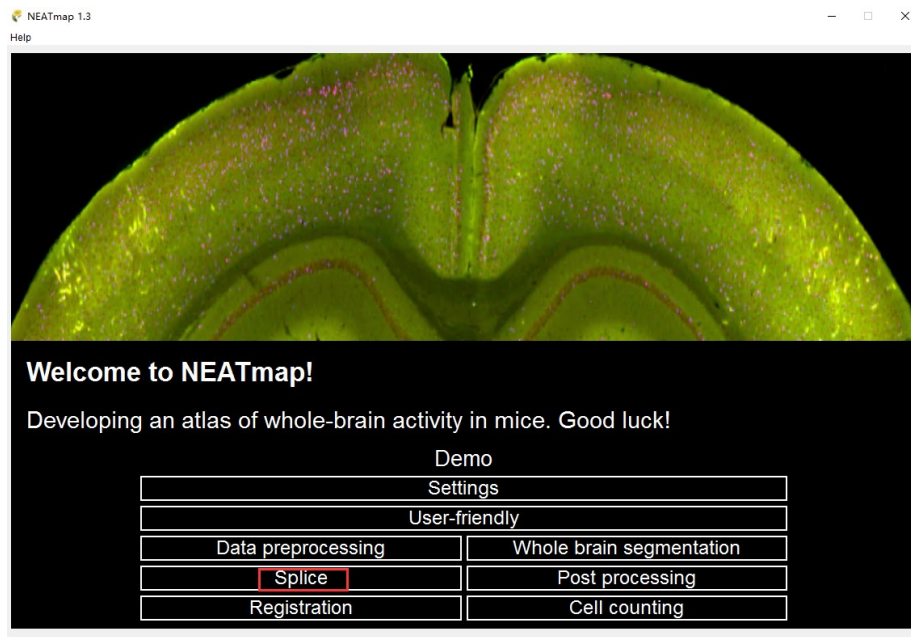 NEATmap 1.3
Help
Welcome to NEATmap!
Developing an atlas of whole-brain activity in mice. Good luck!
Demo
Settings
User-friendly
Data preprocessing Whole brain segmentation
Splice Post processing
Registration Cell counting